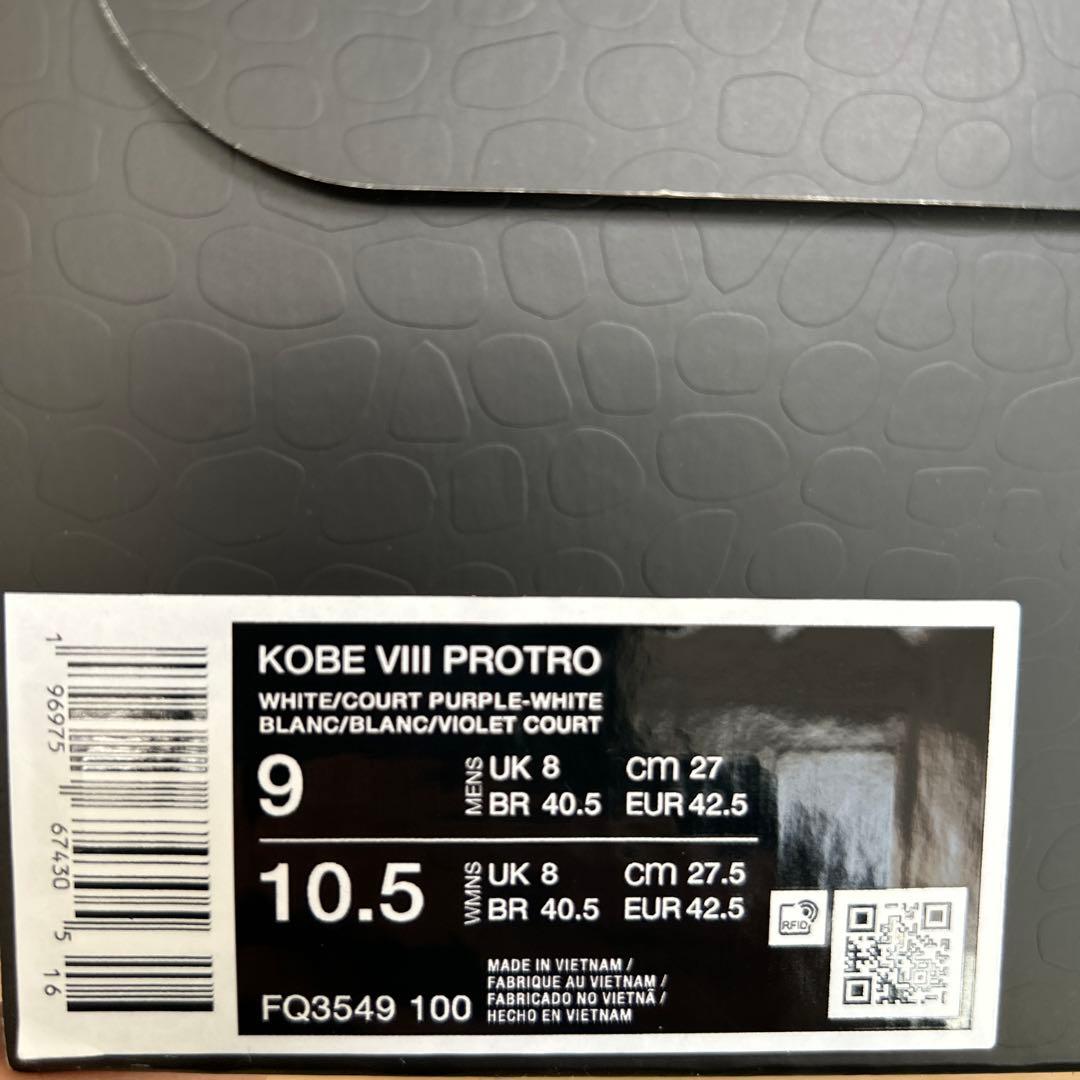 KOBE VIII PROTRO
WHITE/COURT PURPLE-WHITE
BLANC/BLANC/VIOLET COURT
9 MENS UK 8 cm 27
BR 40.5 EUR 42.5
10.5 WMNS UK 8 cm 27.5
BR 40.5 EUR 42.5
RFID
MADE IN VIETNAM /
FABRIQUE AU VIETNAM /
FABRICADO NO VIETNÃ /
HECHO EN VIETNAM
FQ3549 100
1 96975 67430 5 16